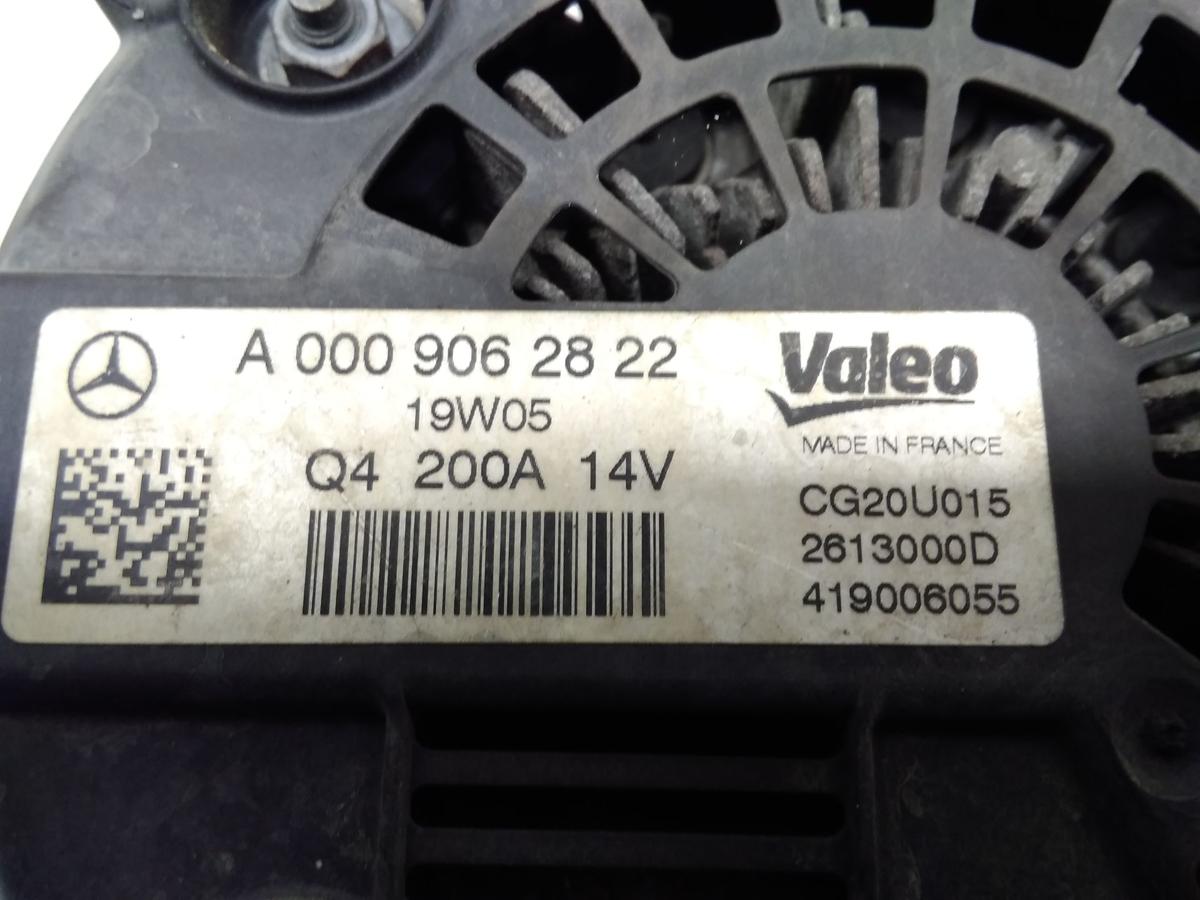 A 000 906 28 22
19W05
Q4 200A 14V
Valeo
MADE IN FRANCE
CG20U015
2613000D
419006055